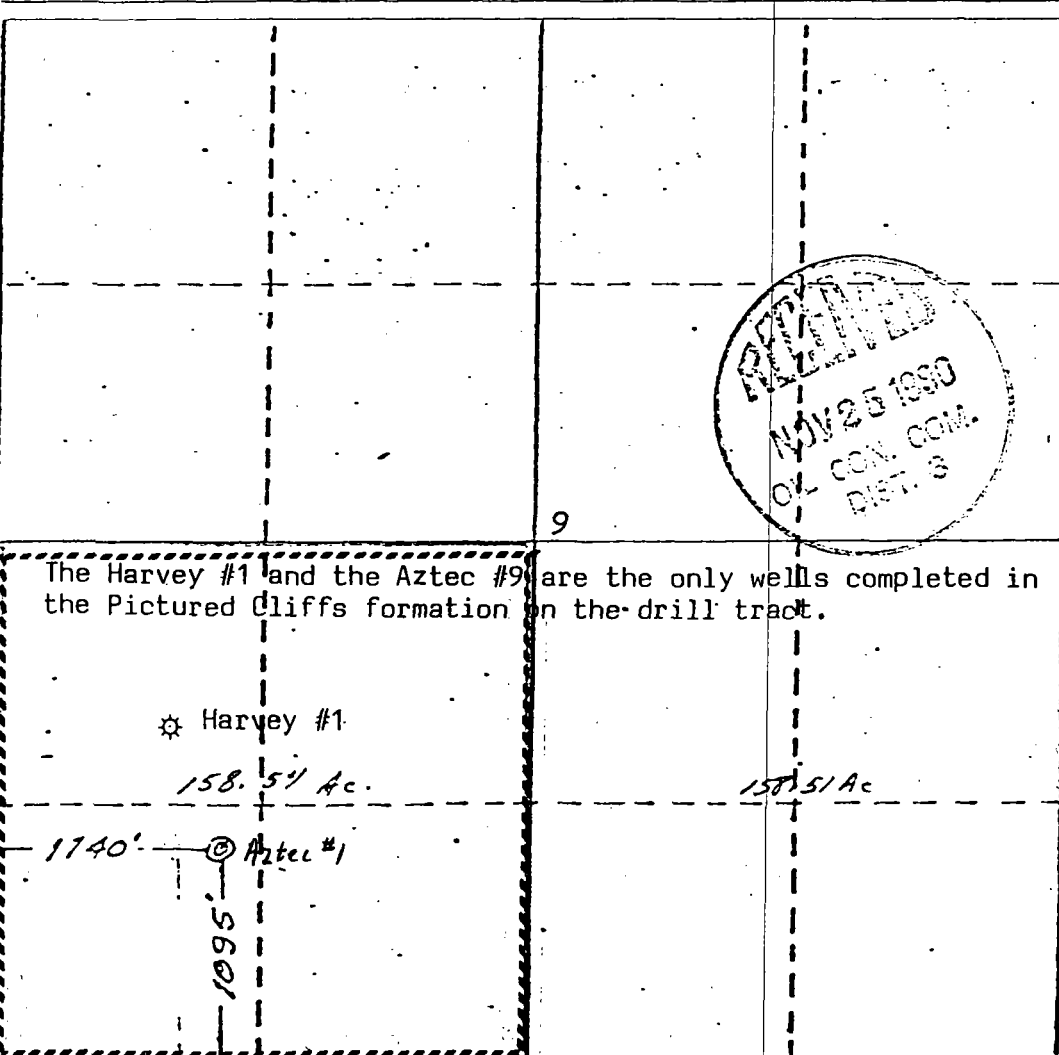 RECEIVED
NOV 25 1980
OIL CON. COM.
DIST. 3
9
The Harvey #1 and the Aztec #9 are the only wells completed in
the Pictured Cliffs formation on the drill tract.
Harvey #1
158.51 Ac.
158.51 Ac
1740'
Aztec #1
1095'